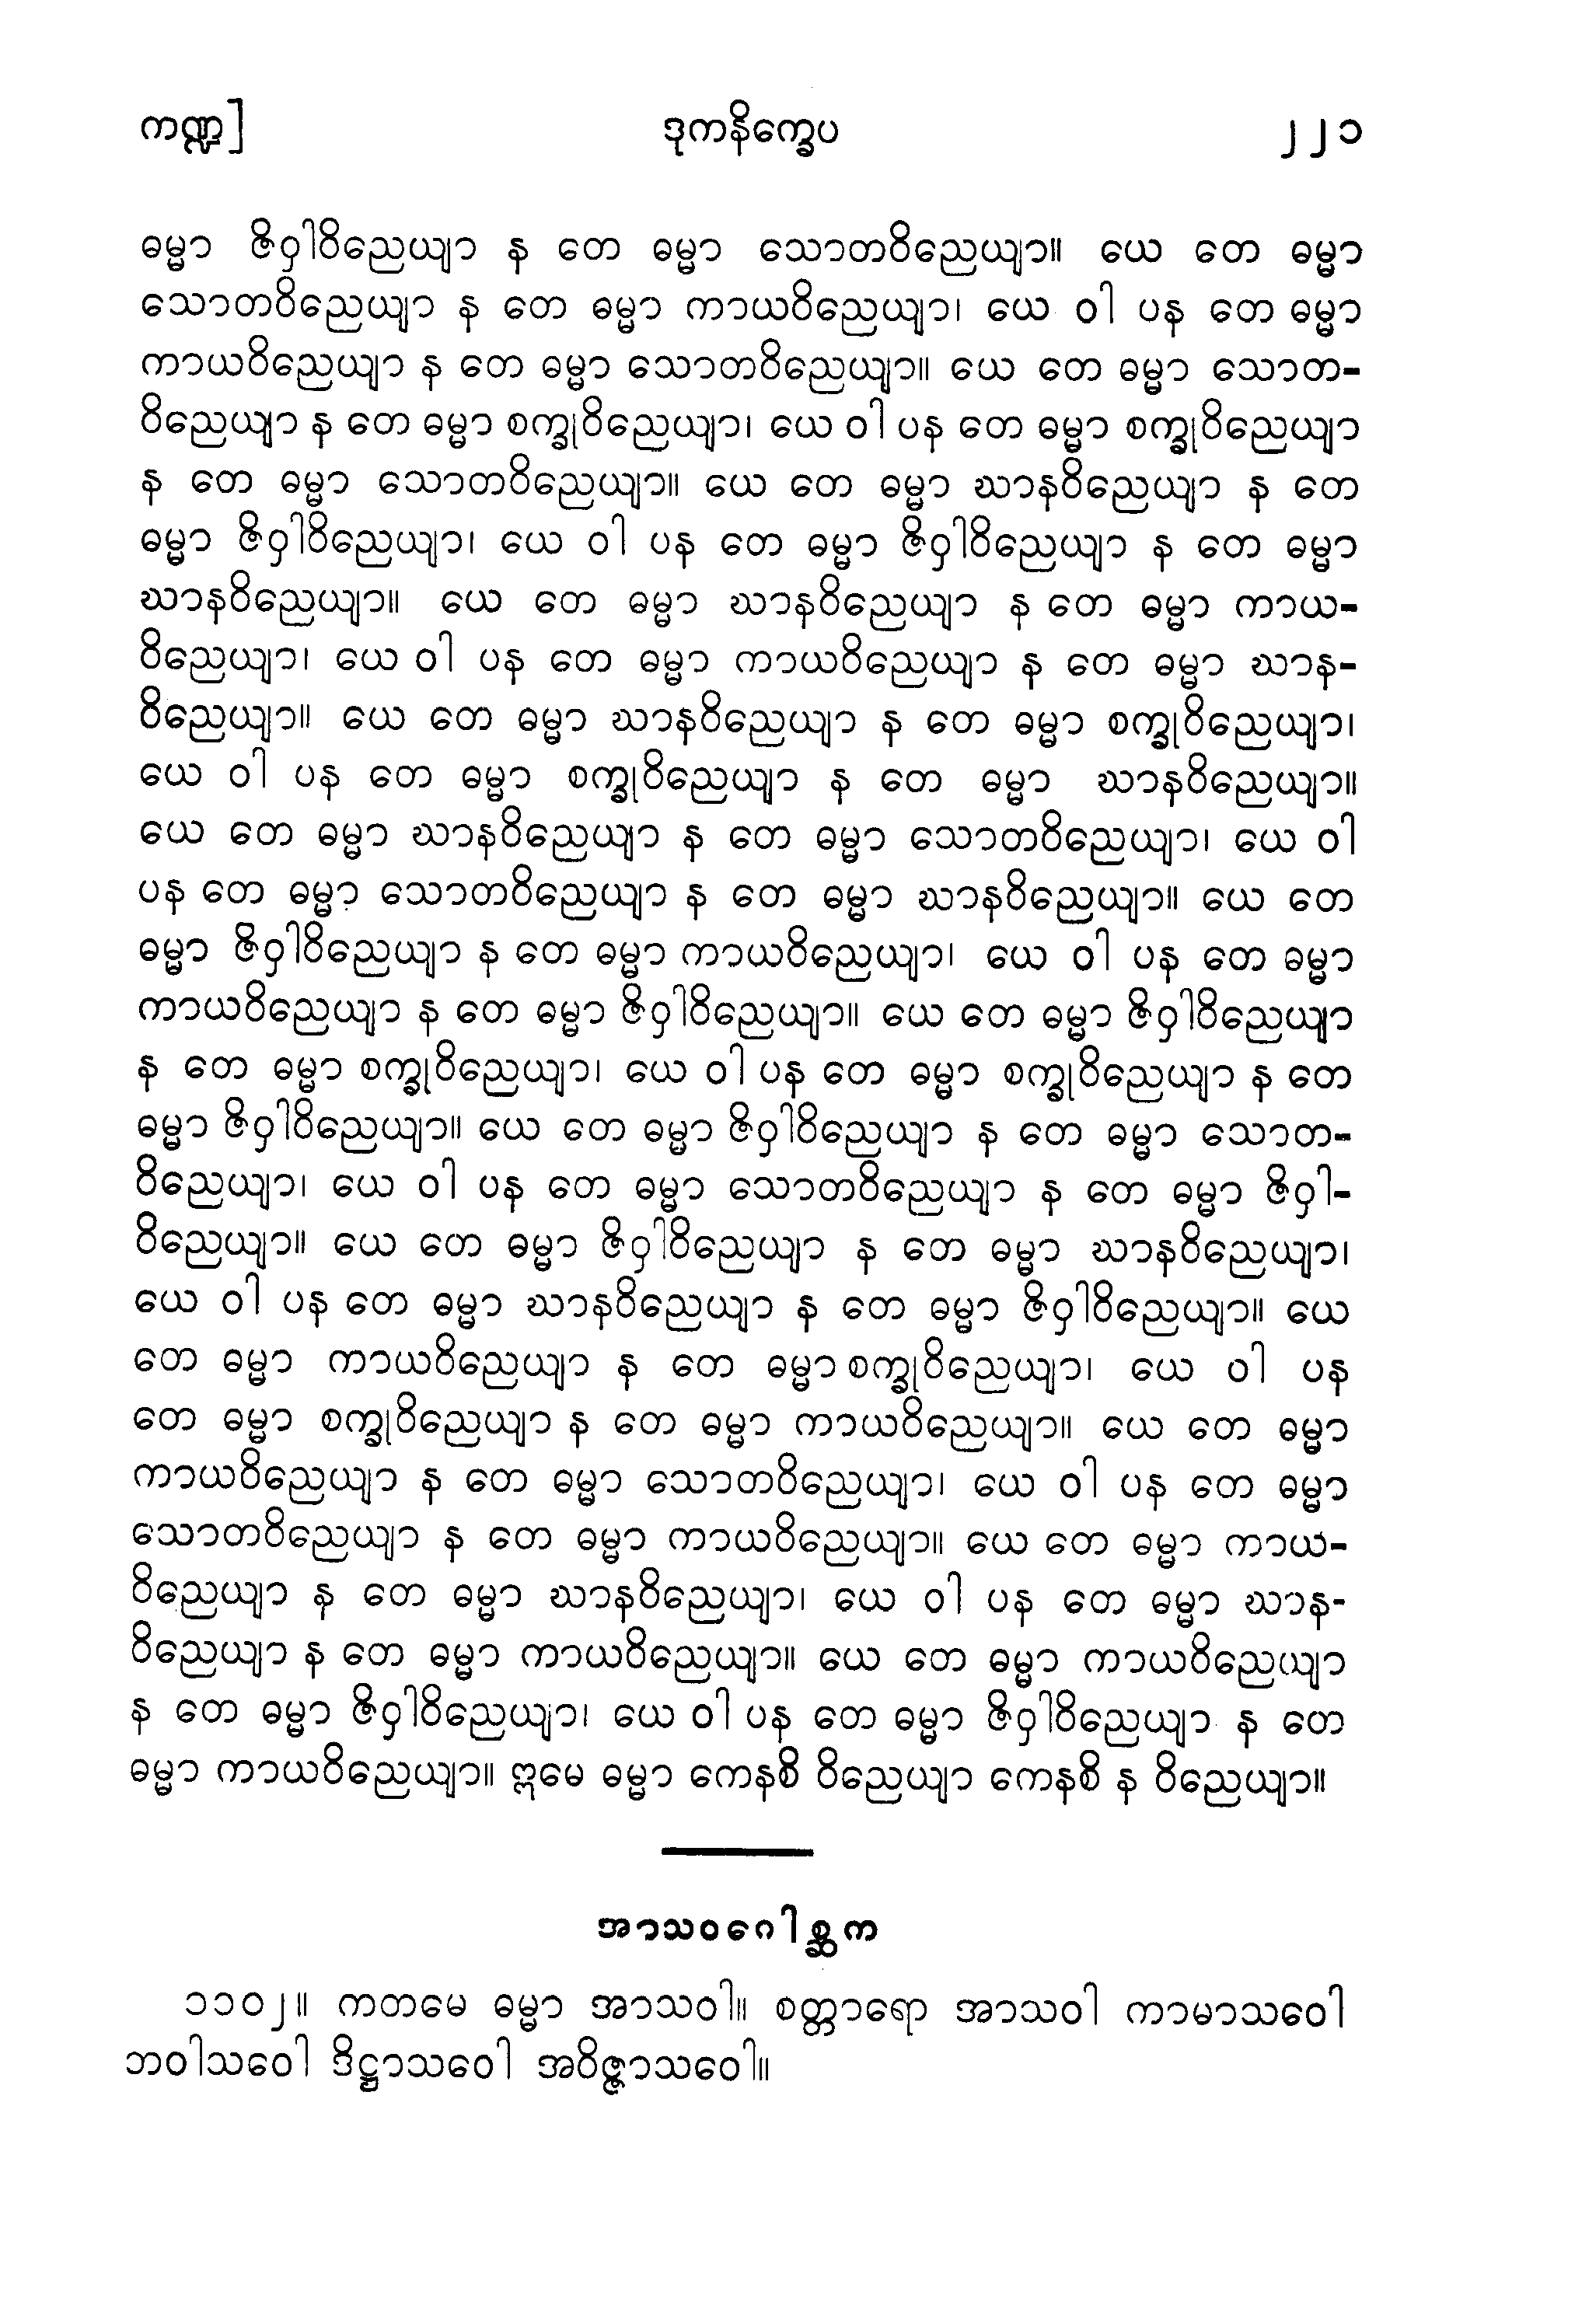 ကဏ္ဍ] ဒုကနိက္ခေပ ၂၂၁
ဓမ္မာ ဇိဝှါဝိညေယျာ န တေ ဓမ္မာ သောတဝိညေယျာ။ ယေ တေ ဓမ္မာ
သောတဝိညေယျာ န တေ ဓမ္မာ ကာယဝိညေယျာ၊ ယေ ဝါ ပန တေ ဓမ္မာ
ကာယဝိညေယျာ န တေ ဓမ္မာ သောတဝိညေယျာ။ ယေ တေ ဓမ္မာ သောတ-
ဝိညေယျာ န တေ ဓမ္မာ စက္ခုဝိညေယျာ၊ ယေ ဝါ ပန တေ ဓမ္မာ စက္ခုဝိညေယျာ
န တေ ဓမ္မာ သောတဝိညေယျာ။ ယေ တေ ဓမ္မာ ဃာနဝိညေယျာ န တေ
ဓမ္မာ ဇိဝှါဝိညေယျာ၊ ယေ ဝါ ပန တေ ဓမ္မာ ဇိဝှါဝိညေယျာ န တေ ဓမ္မာ
ဃာနဝိညေယျာ။ ယေ တေ ဓမ္မာ ဃာနဝိညေယျာ န တေ ဓမ္မာ ကာယ-
ဝိညေယျာ၊ ယေ ဝါ ပန တေ ဓမ္မာ ကာယဝိညေယျာ န တေ ဓမ္မာ ဃာန-
ဝိညေယျာ။ ယေ တေ ဓမ္မာ ဃာနဝိညေယျာ န တေ ဓမ္မာ စက္ခုဝိညေယျာ၊
ယေ ဝါ ပန တေ ဓမ္မာ စက္ခုဝိညေယျာ န တေ ဓမ္မာ ဃာနဝိညေယျာ။
ယေ တေ ဓမ္မာ ဃာနဝိညေယျာ န တေ ဓမ္မာ သောတဝိညေယျာ၊ ယေ ဝါ
ပန တေ ဓမ္မာ သောတဝိညေယျာ န တေ ဓမ္မာ ဃာနဝိညေယျာ။ ယေ တေ
ဓမ္မာ ဇိဝှါဝိညေယျာ န တေ ဓမ္မာ ကာယဝိညေယျာ၊ ယေ ဝါ ပန တေ ဓမ္မာ
ကာယဝိညေယျာ န တေ ဓမ္မာ ဇိဝှါဝိညေယျာ။ ယေ တေ ဓမ္မာ ဇိဝှါဝိညေယျာ
န တေ ဓမ္မာ စက္ခုဝိညေယျာ၊ ယေ ဝါ ပန တေ ဓမ္မာ စက္ခုဝိညေယျာ န တေ
ဓမ္မာ ဇိဝှါဝိညေယျာ။ ယေ တေ ဓမ္မာ ဇိဝှါဝိညေယျာ န တေ ဓမ္မာ သောတ-
ဝိညေယျာ၊ ယေ ဝါ ပန တေ ဓမ္မာ သောတဝိညေယျာ န တေ ဓမ္မာ ဇိဝှါ-
ဝိညေယျာ။ ယေ တေ ဓမ္မာ ဇိဝှါဝိညေယျာ န တေ ဓမ္မာ ဃာနဝိညေယျာ၊
ယေ ဝါ ပန တေ ဓမ္မာ ဃာနဝိညေယျာ န တေ ဓမ္မာ ဇိဝှါဝိညေယျာ။ ယေ
တေ ဓမ္မာ ကာယဝိညေယျာ န တေ ဓမ္မာ စက္ခုဝိညေယျာ၊ ယေ ဝါ ပန
တေ ဓမ္မာ စက္ခုဝိညေယျာ န တေ ဓမ္မာ ကာယဝိညေယျာ။ ယေ တေ ဓမ္မာ
ကာယဝိညေယျာ န တေ ဓမ္မာ သောတဝိညေယျာ၊ ယေ ဝါ ပန တေ ဓမ္မာ
သောတဝိညေယျာ န တေ ဓမ္မာ ကာယဝိညေယျာ။ ယေ တေ ဓမ္မာ ကာယ-
ဝိညေယျာ န တေ ဓမ္မာ ဃာနဝိညေယျာ၊ ယေ ဝါ ပန တေ ဓမ္မာ ဃာန-
ဝိညေယျာ န တေ ဓမ္မာ ကာယဝိညေယျာ။ ယေ တေ ဓမ္မာ ကာယဝိညေယျာ
န တေ ဓမ္မာ ဇိဝှါဝိညေယျာ၊ ယေ ဝါ ပန တေ ဓမ္မာ ဇိဝှါဝိညေယျာ န တေ
ဓမ္မာ ကာယဝိညေယျာ။ ဣမေ ဓမ္မာ ကေနစိ ဝိညေယျာ ကေနစိ န ဝိညေယျာ။
အာသဝဂေါစ္ဆက
၁၁၀၂။ ကတမေ ဓမ္မာ အာသဝါ။ စတ္တာရော အာသဝါ ကာမာသဝေါ
ဘဝါသဝေါ ဒိဋ္ဌာသဝေါ အဝိဇ္ဇာသဝေါ။